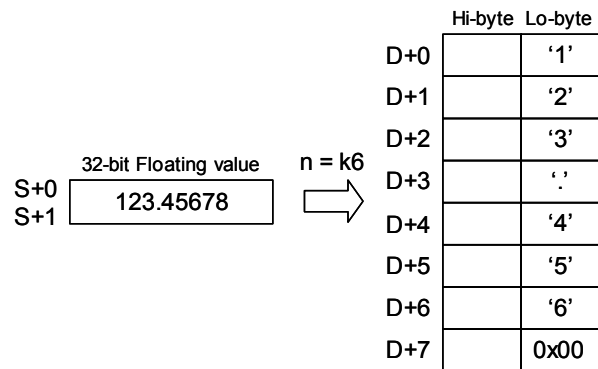 Hi-byte Lo-byte
D+0 ‘1’
D+1 ‘2’
D+2 ‘3’
D+3 ‘.’
D+4 ‘4’
D+5 ‘5’
D+6 ‘6’
D+7 0x00
32-bit Floating value
n = k6
S+0
S+1
123.45678